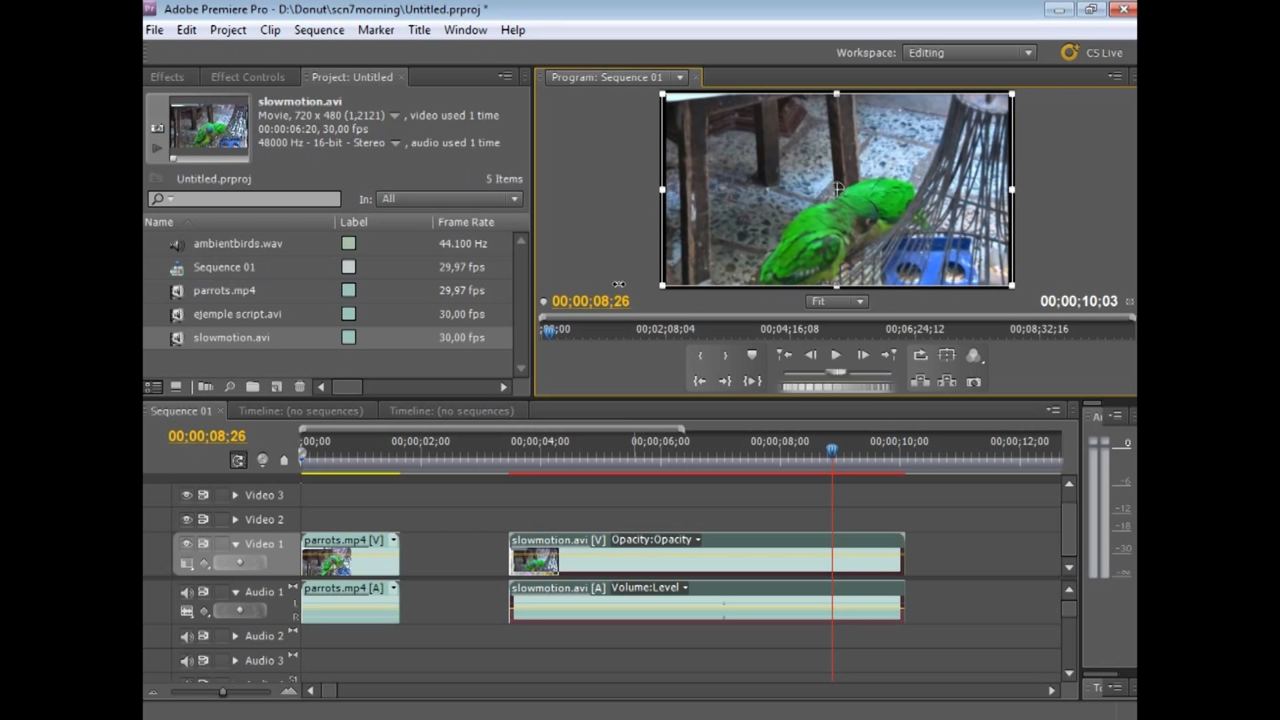 Adobe Premiere Pro - D:\Donut\scn7morning\Untitled.prproj *
File Edit Project Clip Sequence Marker Title Window Help
Workspace: Editing CS Live
Effects Effect Controls Project: Untitled
Program: Sequence 01
slowmotion.avi
Movie, 720 x 480 (1,2121) , video used 1 time
00:00:06:20, 30,00 fps
48000 Hz - 16-bit - Stereo , audio used 1 time
Untitled.prproj 5 Items
In: All
Name Label Frame Rate
ambientbirds.wav 44.100 Hz
Sequence 01 29,97 fps
parrots.mp4 29,97 fps
ejemple script.avi 30,00 fps
slowmotion.avi 30,00 fps
00;00;08;26 Fit 00;00;10;03
;00;00 00;02;08;04 00;04;16;08 00;06;24;12 00;08;32;16
Sequence 01 Timeline: (no sequences) Timeline: (no sequences)
00;00;08;26
;00;00 00;00;02;00 00;00;04;00 00;00;06;00 00;00;08;00 00;00;10;00 00;00;12;00
Video 3
Video 2
Video 1 parrots.mp4 [V] slowmotion.avi [V] Opacity:Opacity
Audio 1 parrots.mp4 [A] slowmotion.avi [A] Volume:Level
L
R
Audio 2
Audio 3
0
-6
-12
-18
-30